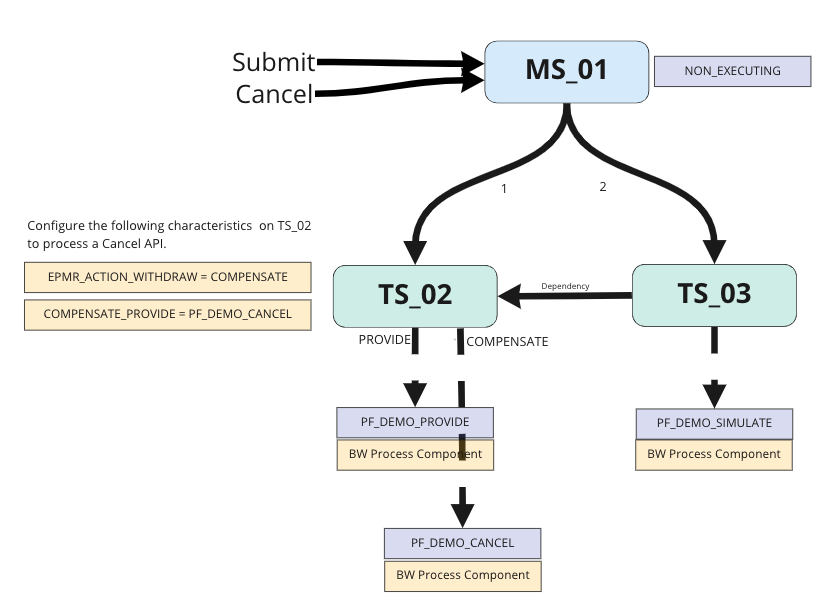 Submit
MS_01
NON_EXECUTING
Cancel
1
2
Configure the following characteristics on TS_02
to process a Cancel API.
EPMR_ACTION_WITHDRAW = COMPENSATE
COMPENSATE_PROVIDE = PF_DEMO_CANCEL
TS_02
Dependency
TS_03
PROVIDE
COMPENSATE
PF_DEMO_PROVIDE
BW Process Component
PF_DEMO_SIMULATE
BW Process Component
PF_DEMO_CANCEL
BW Process Component